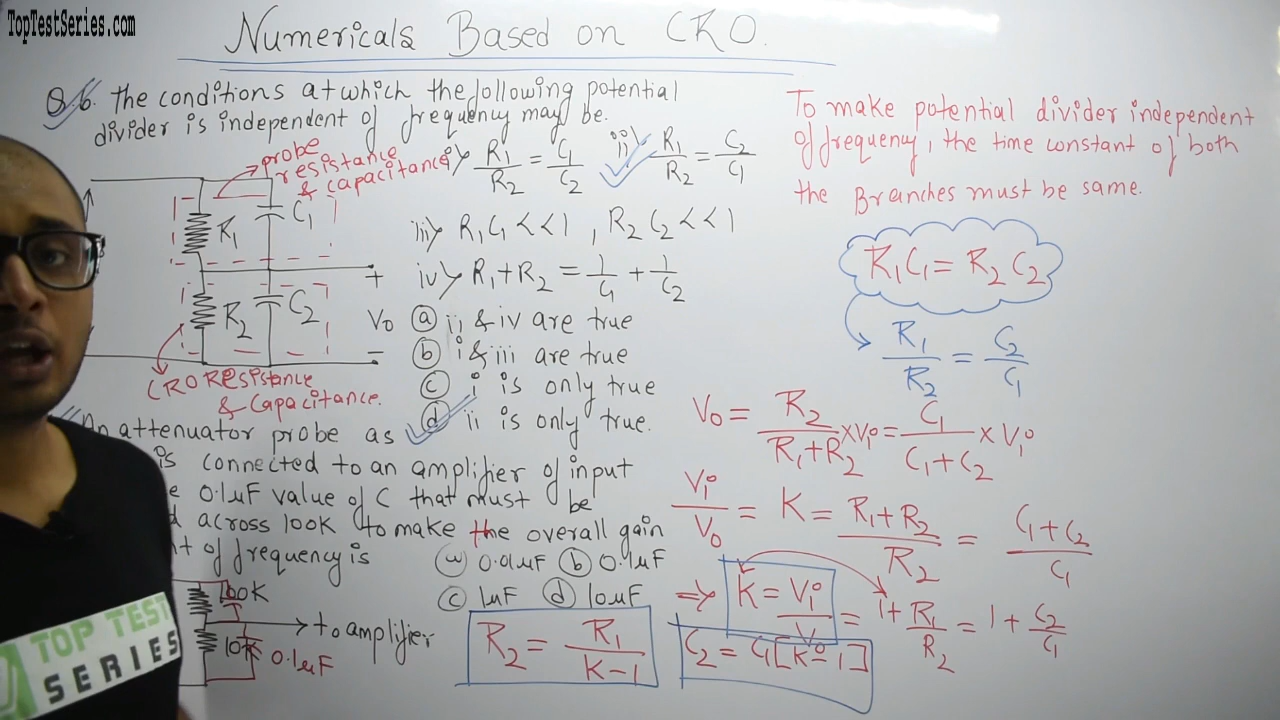 TopTestSeries.com
Numericals Based on CRO.
Q 6. The conditions at which the following potential
divider is independent of frequency may be.
i> R1/R2 = C1/C2 ii> R1/R2 = C2/C1
iii> R1C1<<1, R2C2<<1
iv> R1+R2 = 1/C1 + 1/C2
ⓐ ii & iv are true
ⓑ i & iii are true
ⓒ i is only true
ⓓ ii is only true.
probe
resistance
& capacitance
R1 C1
+
R2 C2 V0
-
CRO Resistance
& Capacitance.
An attenuator probe as
is connected to an amplifier of input
0.1μF value of C that must be
across 100K to make the overall gain
of frequency is ⓐ 0.01μF ⓑ 0.1μF
ⓒ 1μF ⓓ 10μF
100K
to amplifier
10K
0.1μF
To make potential divider independent
of frequency, the time constant of both
the Branches must be same.
R1C1 = R2C2
R1/R2 = C2/C1
V0 = R2/(R1+R2) x Vi = C1/(C1+C2) x Vi
Vi/V0 = K = (R1+R2)/R2 = (C1+C2)/C1
⇒ K = Vi/V0 = 1+R1/R2 = 1+C2/C1
R2 = R1/(K-1) C2 = C1[K-1]
TOP TEST
SERIES